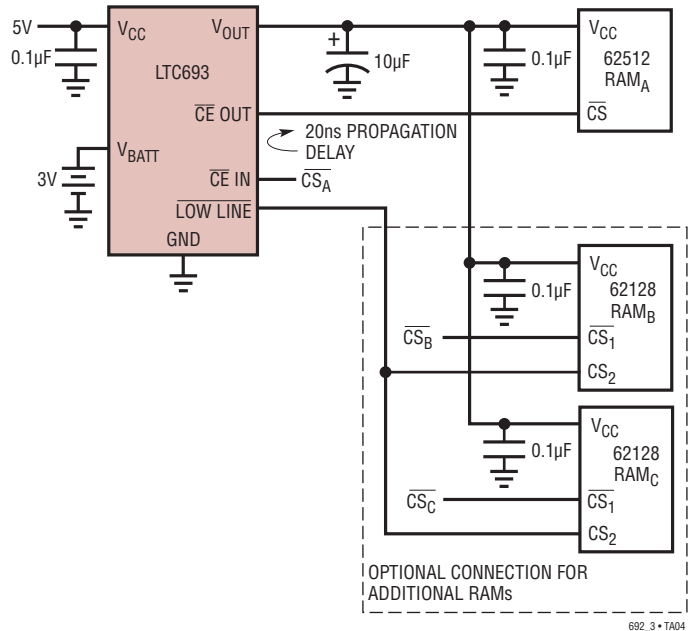 5V
VCC
VOUT
VCC
0.1µF
+
10µF
0.1µF
LTC693
62512
RAMA
CE OUT
CS
20ns PROPAGATION
DELAY
VBATT
3V
CE IN
CSA
LOW LINE
GND
VCC
0.1µF
62128
RAMB
CSB
CS1
CS2
VCC
0.1µF
62128
RAMC
CSC
CS1
CS2
OPTIONAL CONNECTION FOR
ADDITIONAL RAMs
692_3 • TA04